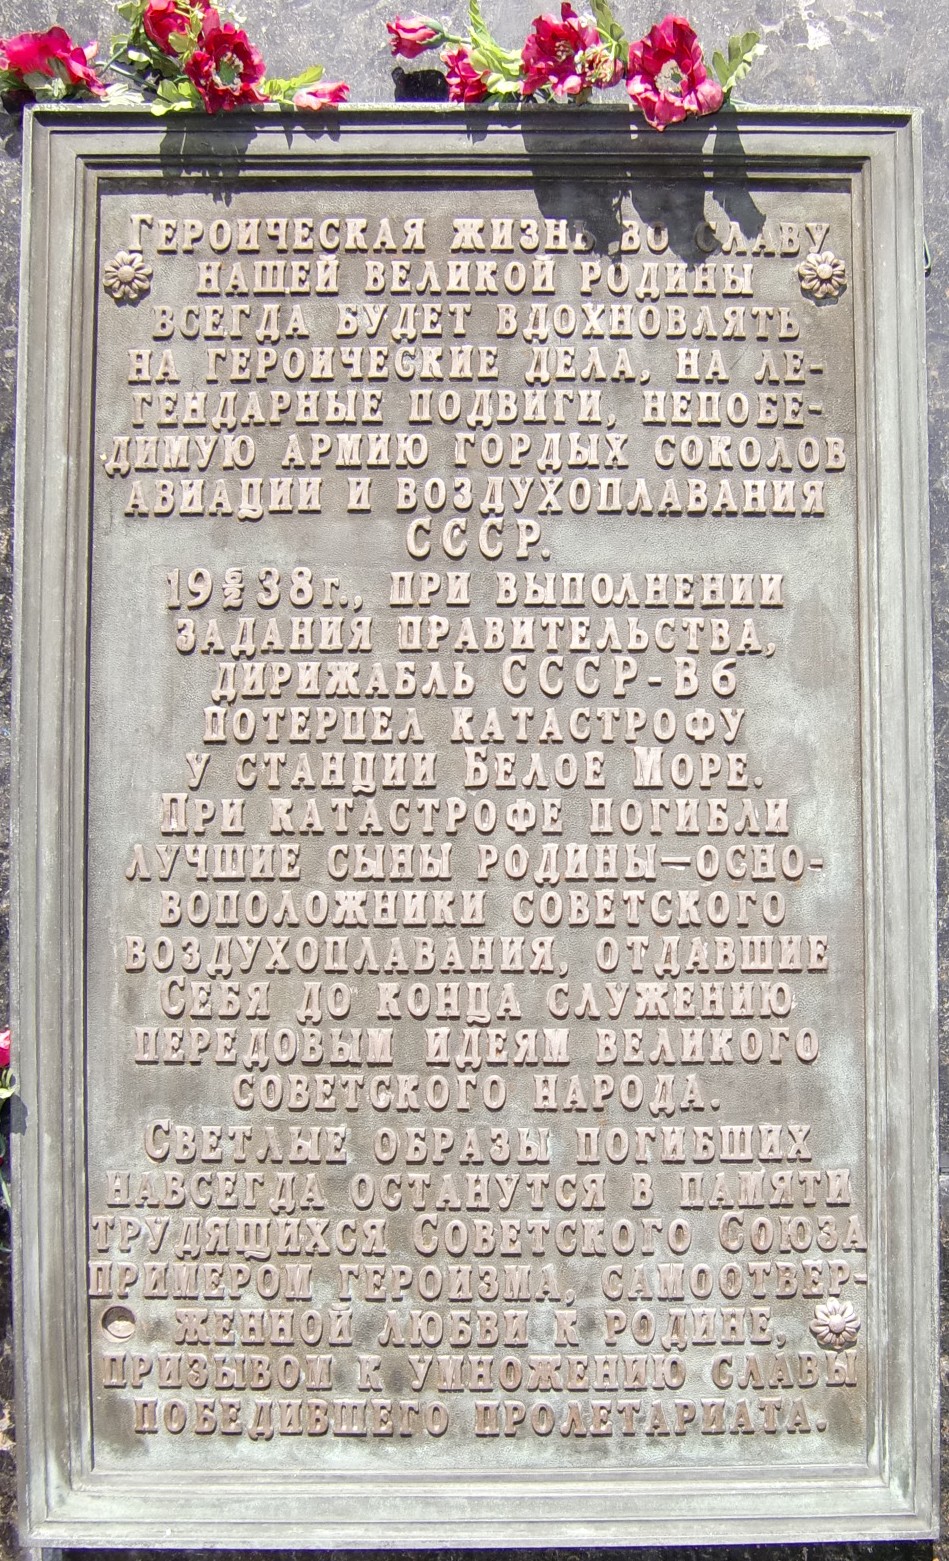 Героическая жизнь во славу
нашей великой родины
всегда будет вдохновлять
на героические дела, на ле-
гендарные подвиги, непобе-
димую армию, гордых соколов
авиации и воздухоплавания
СССР.
19 6/2 38г. при выполнении
задания правительства,
дирижабль СССР-В6
потерпел катастрофу
у станции Белое Море.
При катастрофе погибли
лучшие сыны родины—осно-
воположники советского
воздухоплавания отдавшие
себя до конца служению
передовым идеям великого
советского народа.
Светлые образы погибших
навсегда останутся в памяти
трудящихся Советского Союза
примером героизма, самоотвер-
женной любви к родине,
призывом к умножению славы
победившего пролетариата.